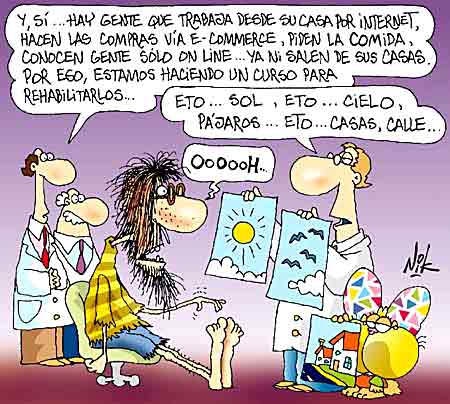 Y, SÍ... HAY GENTE QUE TRABAJA DESDE SU CASA POR INTERNET,
HACEN LAS COMPRAS VÍA E-COMMERCE, PIDEN LA COMIDA,
CONOCEN GENTE SÓLO ON LINE... YA NI SALEN DE SUS CASAS.
POR ESO, ESTAMOS HACIENDO UN CURSO PARA
REHABILITARLOS...
ETO... SOL, ETO... CIELO,
PÁJAROS... ETO... CASAS, CALLE...
OOOOOH...
Nik